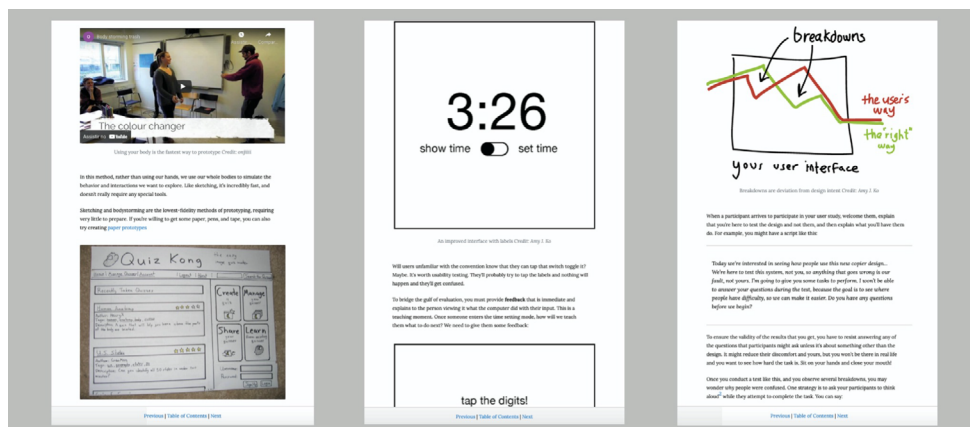 Body storming expl
The colour changer
YouTube
Using your body is the fastest way to prototype Credit:
In this method, rather than using our hands, we use our whole bodies to simulate the
behavior and interactions we want to explore. Like sketching, it's incredibly fast, and
doesn't really require any special tools.
Sketching and bodystorming are the lowest-fidelity methods of prototyping, requiring
very little to prepare. If you're willing to get some paper, pens, and tape, you can also
try creating paper prototypes
Quiz Kong
Create
Manage
Share
Learn
Previous | Table of Contents | Next
3:26
show time
set time
An improved interface with labels Credit: Amy J. Ko
Will users unfamiliar with the convention know that they can tap that switch toggle it?
Maybe. It's worth usability testing. They'll probably try to tap the labels and nothing will
happen and they'll get confused.
To bridge the gulf of evaluation, you must provide feedback that is immediate and
explains to the person viewing it what the computer did with their input. This is a
teaching moment. Once someone enters the time setting mode, how will we teach
them what to do next? We need to give them some feedback:
tap the digits!
Previous | Table of Contents | Next
breakdowns
the user's
way
the "right"
way
your user interface
Breakdowns are deviation from design intent Credit: Amy J. Ko
When a participant arrives to participate in your user study, welcome them, explain
that you're here to test the design and not them, and then explain what you'll have them
do. For example, you might have a script like this:
Today we're interested in seeing how people use this new copier design...
We're here to test this system, not you, so anything that goes wrong is our
fault, not yours. I'm going to give you some tasks to perform. I won't be able
to answer your questions during the test, because the goal is to see where
people have difficulty, so we can make it easier. Do you have any questions
before we begin?
To ensure the validity of the results that you get, you have to resist answering any of
the questions that participants might ask unless it's about something other than the
design. It might reduce their discomfort and yours, but you won't be there in real life
and you want to see how hard the task is. Sit on your hands and close your mouth!
Once you conduct a test like this, and you observe several breakdowns, you may
wonder why people were confused. One strategy is to ask your participants to think
aloud while they attempt to complete the task. You can say:
Previous | Table of Contents | Next